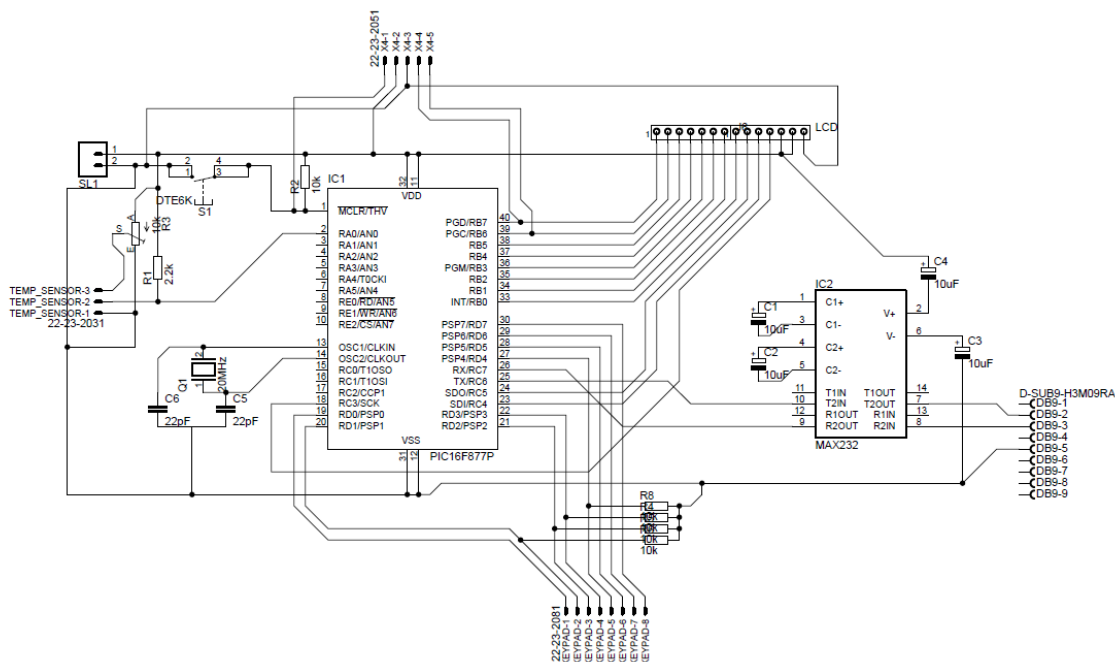 22-23-2051
X4-1
X4-2
X4-3
X4-4
X4-5
1
LCD
SL1
1
2
2
1
4
3
DTE6K
S1
R2
10k
IC1
32
11
VDD
A
S
E
10k
R3
R1
2.2k
TEMP_SENSOR-3
TEMP_SENSOR-2
TEMP_SENSOR-1
22-23-2031
1 MCLR/THV
2 RA0/AN0
3 RA1/AN1
4 RA2/AN2
5 RA3/AN3
6 RA4/T0CKI
7 RA5/AN4
8 RE0/RD/AN5
9 RE1/WR/AN6
10 RE2/CS/AN7
13 OSC1/CLKIN
14 OSC2/CLKOUT
15 RC0/T1OSO
16 RC1/T1OSI
17 RC2/CCP1
18 RC3/SCK
19 RD0/PSP0
20 RD1/PSP1
PGD/RB7 40
PGC/RB6 39
RB5 38
RB4 37
PGM/RB3 36
RB2 35
RB1 34
INT/RB0 33
PSP7/RD7 30
PSP6/RD6 29
PSP5/RD5 28
PSP4/RD4 27
RX/RC7 26
TX/RC6 25
SDO/RC5 24
SDI/RC4 23
RD3/PSP3 22
RD2/PSP2 21
VSS
31
12
PIC16F877P
2
1
Q1
20MHz
C6
22pF
C5
22pF
C4
10uF
IC2
C1
10uF
C2
10uF
C3
10uF
1 C1+
3 C1-
4 C2+
5 C2-
V+ 2
V- 6
11 T1IN
10 T2IN
12 R1OUT
9 R2OUT
T1OUT 14
T2OUT 7
R1IN 13
R2IN 8
MAX232
D-SUB9-H3M09RA
DB9-1
DB9-2
DB9-3
DB9-4
DB9-5
DB9-6
DB9-7
DB9-8
DB9-9
R8
R4
10k
10k
10k
22-23-2081
KEYPAD-1
KEYPAD-2
KEYPAD-3
KEYPAD-4
KEYPAD-5
KEYPAD-6
KEYPAD-7
KEYPAD-8